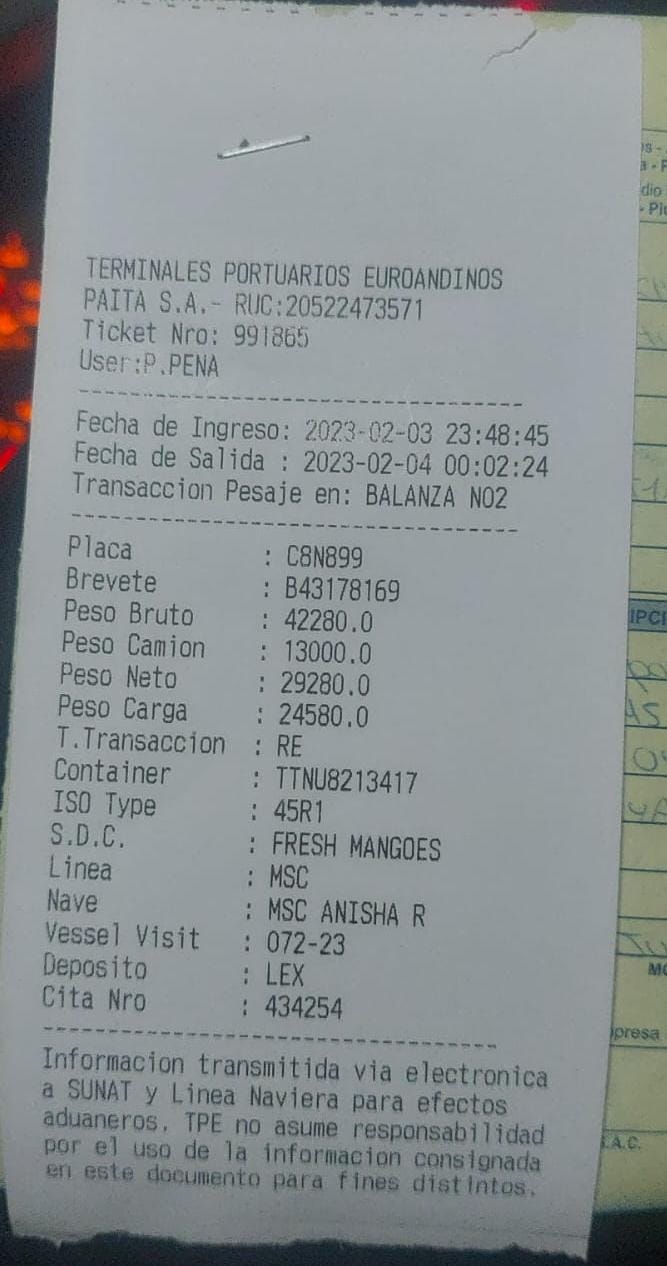 TERMINALES PORTUARIOS EUROANDINOS
PAITA S.A.- RUC:20522473571
Ticket Nro: 991865
User:P.PENA
Fecha de Ingreso: 2023-02-03 23:48:45
Fecha de Salida : 2023-02-04 00:02:24
Transaccion Pesaje en: BALANZA N02
Placa : C8N899
Brevete : B43178169
Peso Bruto : 42280.0
Peso Camion : 13000.0
Peso Neto : 29280.0
Peso Carga : 24580.0
T.Transaccion : RE
Container : TTNU8213417
ISO Type : 45R1
S.D.C. : FRESH MANGOES
Linea : MSC
Nave : MSC ANISHA R
Vessel Visit : 072-23
Deposito : LEX
Cita Nro : 434254
Informacion transmitida via electronica
a SUNAT y Linea Naviera para efectos
aduaneros. TPE no asume responsabilidad
por el uso de la informacion consignada
en este documento para fines distintos.